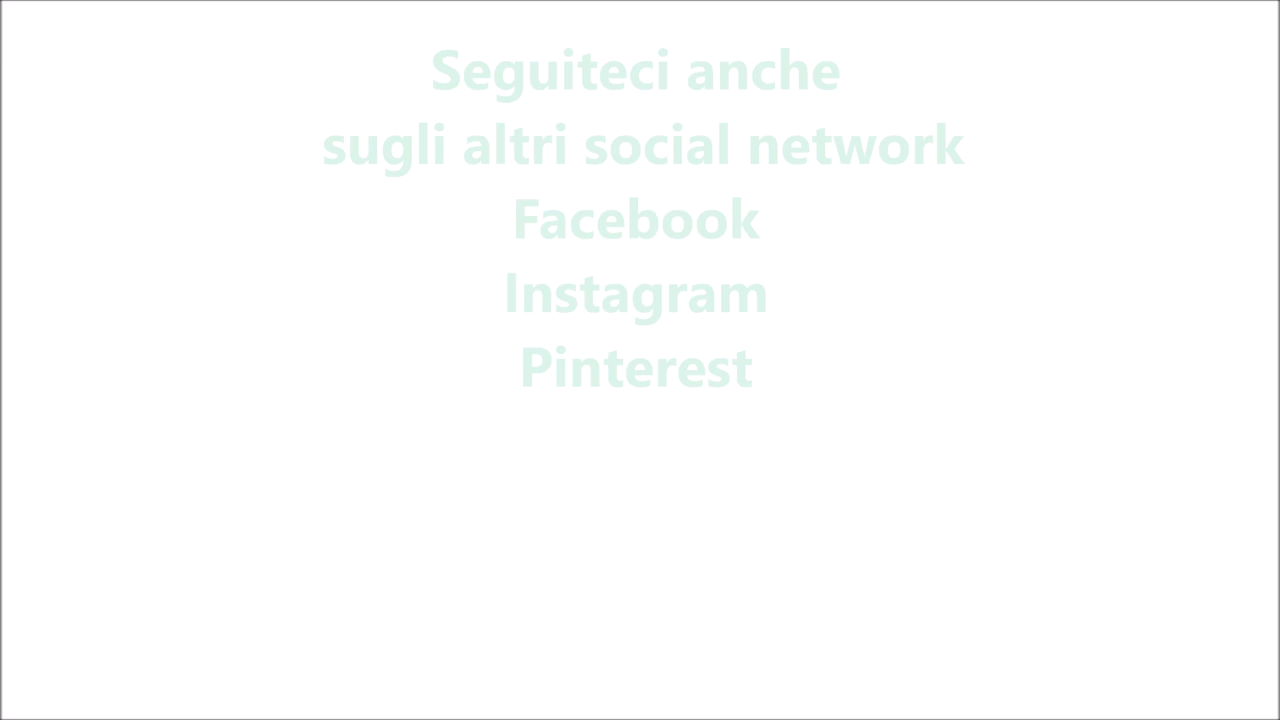 Seguiteci anche
sugli altri social network
Facebook
Instagram
Pinterest